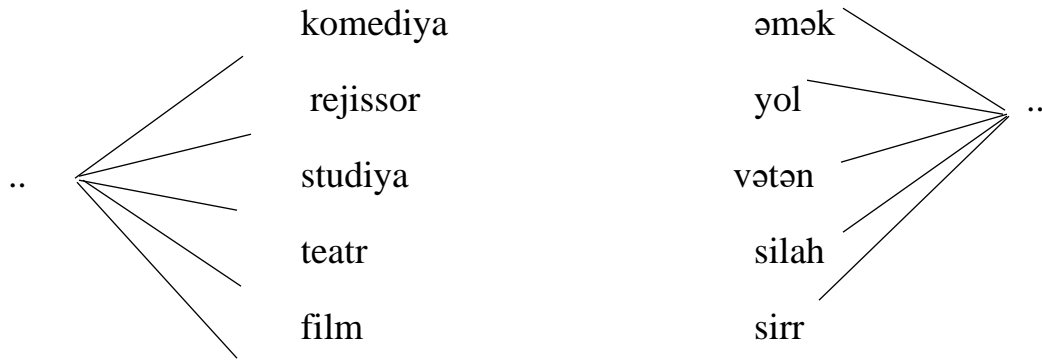 komediya əmək
rejissor yol ..
.. studiya vətən
teatr silah
film sirr